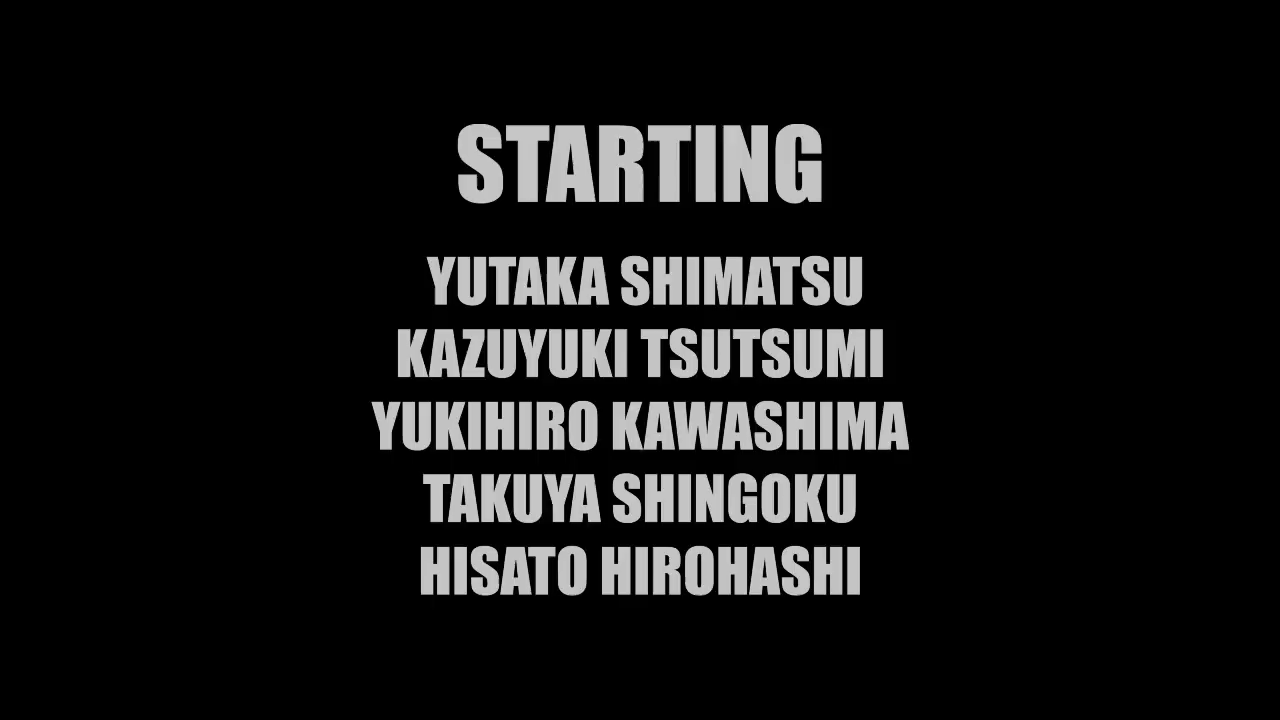 STARTING
YUTAKA SHIMATSU
KAZUYUKI TSUTSUMI
YUKIHIRO KAWASHIMA
TAKUYA SHINGOKU
HISATO HIROHASHI